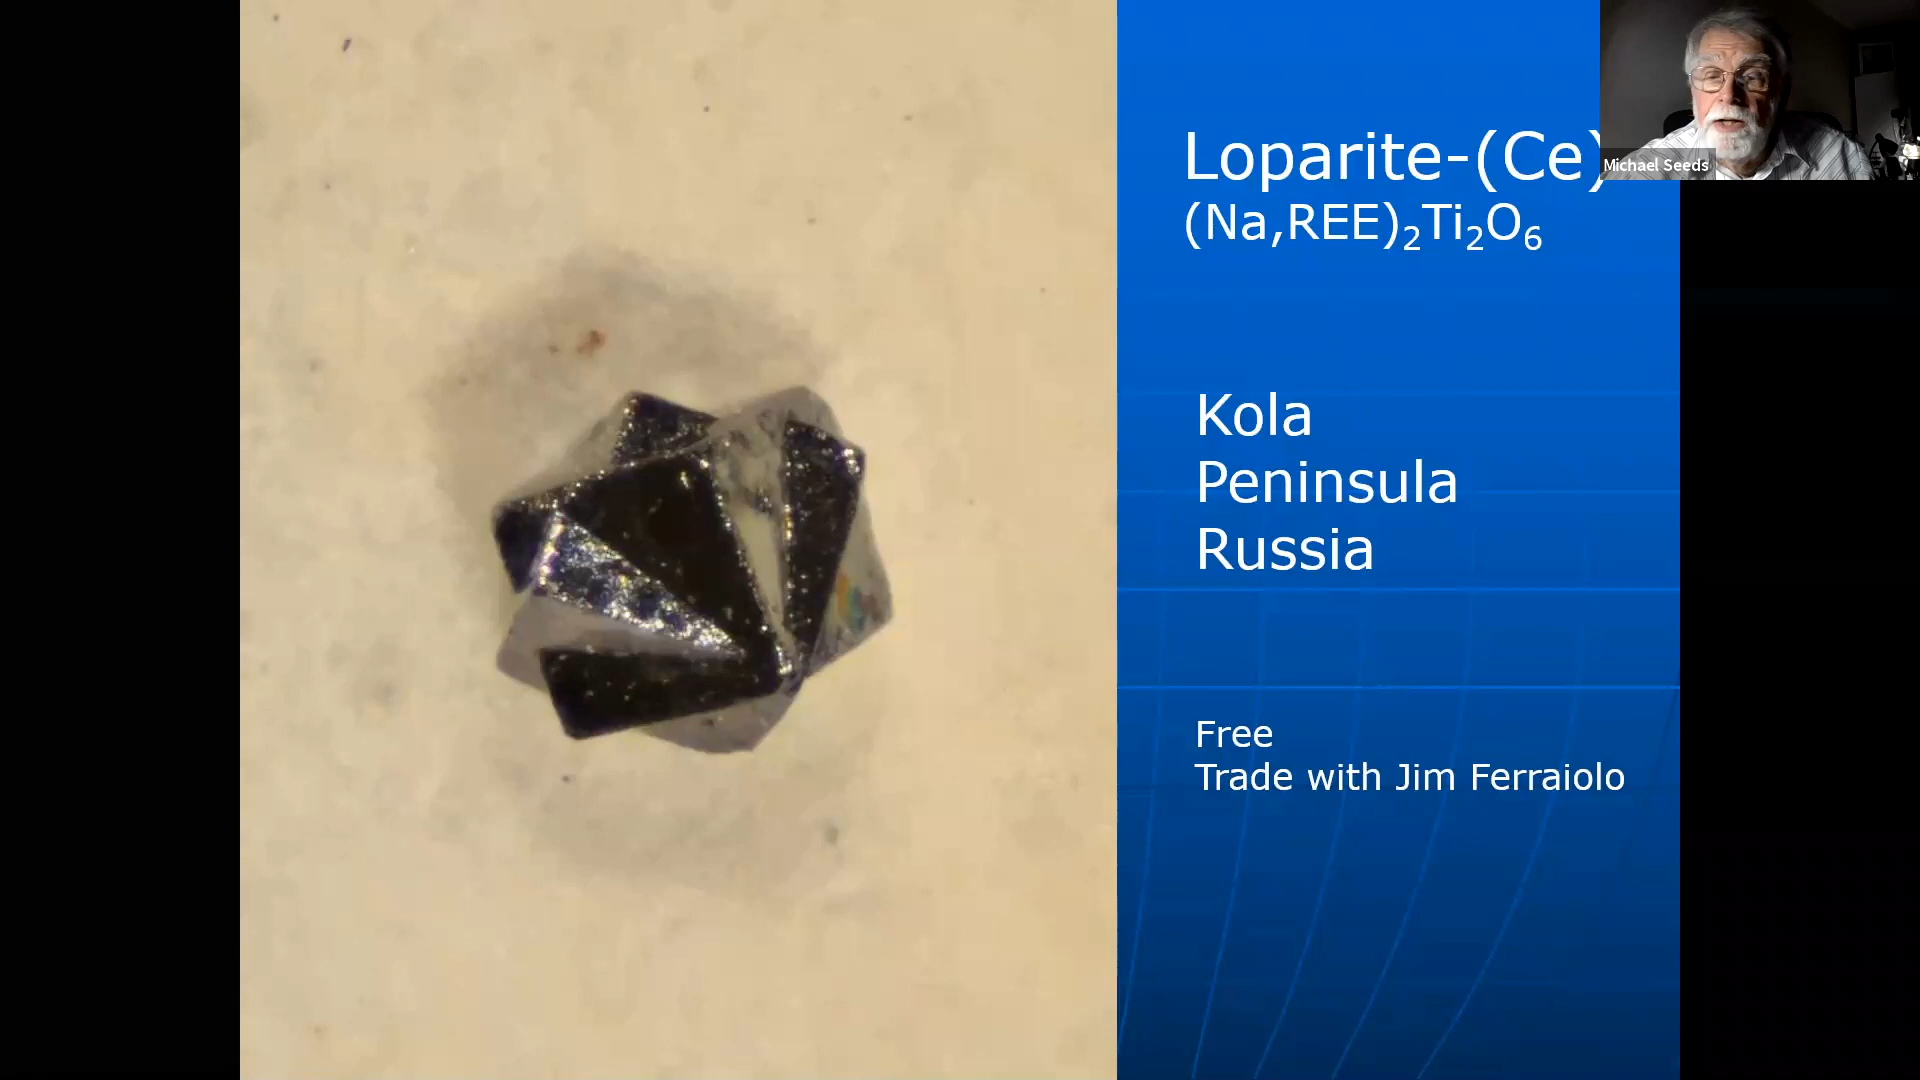 Loparite-(Ce)
(Na,REE)₂Ti₂O₆
Michael Seeds
Kola
Peninsula
Russia
Free
Trade with Jim Ferraiolo